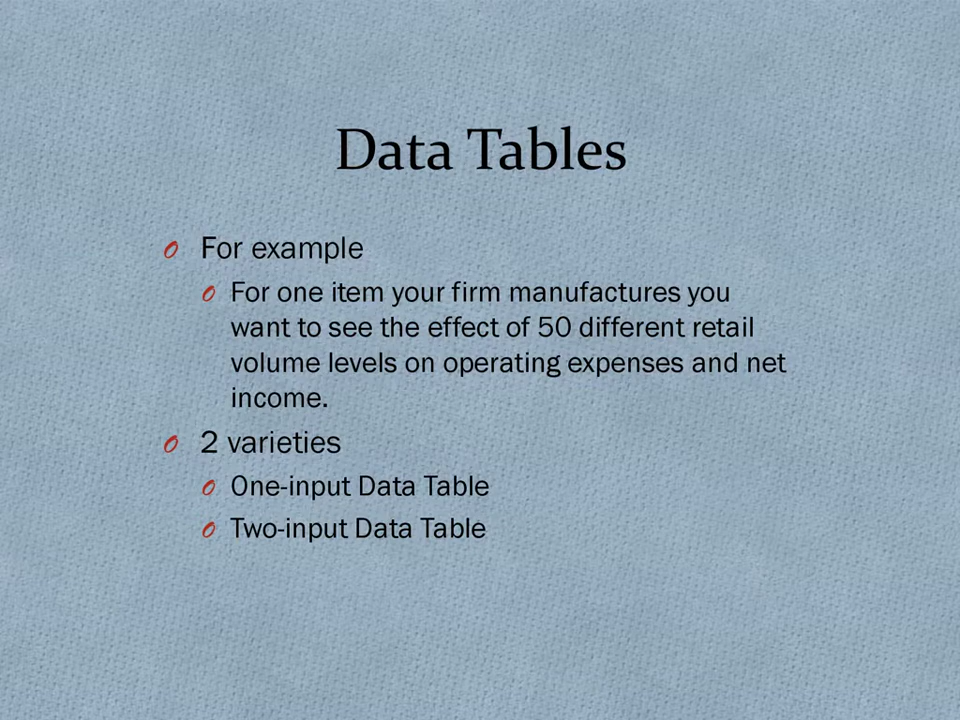 Data Tables
For example
For one item your firm manufactures you
want to see the effect of 50 different retail
volume levels on operating expenses and net
income.
2 varieties
One-input Data Table
Two-input Data Table